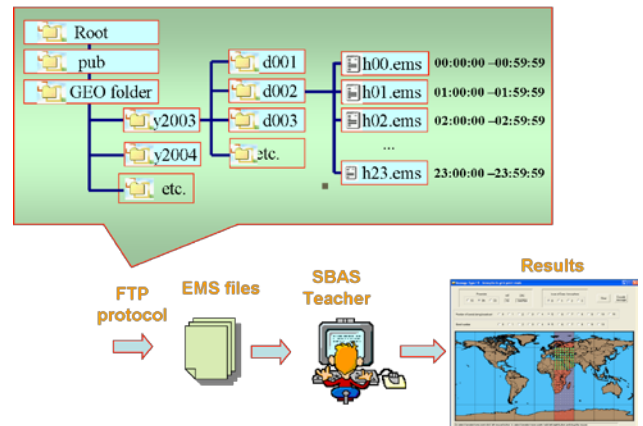 Root
pub
GEO folder
y2003
y2004
etc.
d001
d002
d003
etc.
h00.ems 00:00:00 –00:59:59
h01.ems 01:00:00 –01:59:59
h02.ems 02:00:00 –02:59:59
...
h23.ems 23:00:00 –23:59:59
FTP
protocol
EMS files
SBAS
Teacher
Results